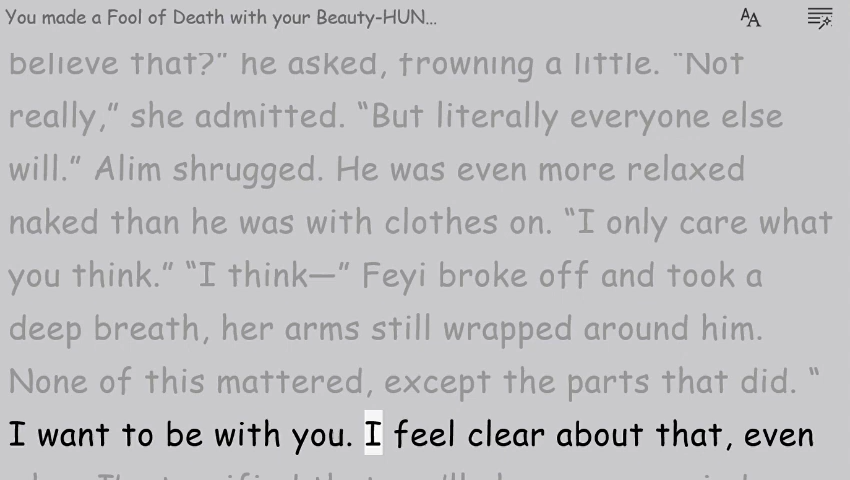 You made a Fool of Death with your Beauty-HUN...
believe that?” he asked, frowning a little. “Not
really,” she admitted. “But literally everyone else
will.” Alim shrugged. He was even more relaxed
naked than he was with clothes on. “I only care what
you think.” “I think—” Feyi broke off and took a
deep breath, her arms still wrapped around him.
None of this mattered, except the parts that did. “
I want to be with you. I feel clear about that, even